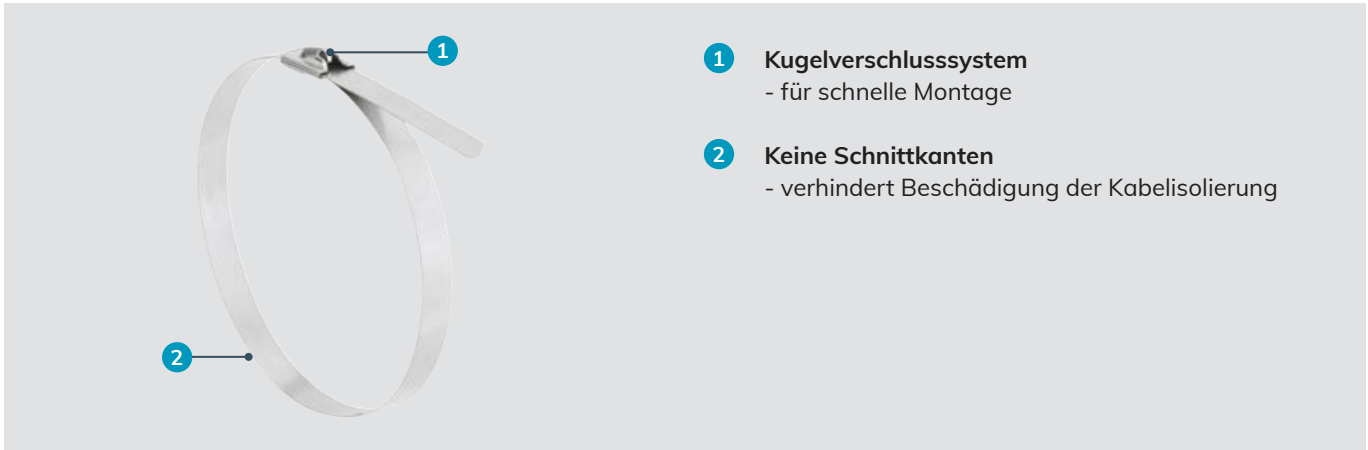 1
2
1 Kugelverschlusssystem
- für schnelle Montage
2 Keine Schnittkanten
- verhindert Beschädigung der Kabelisolierung